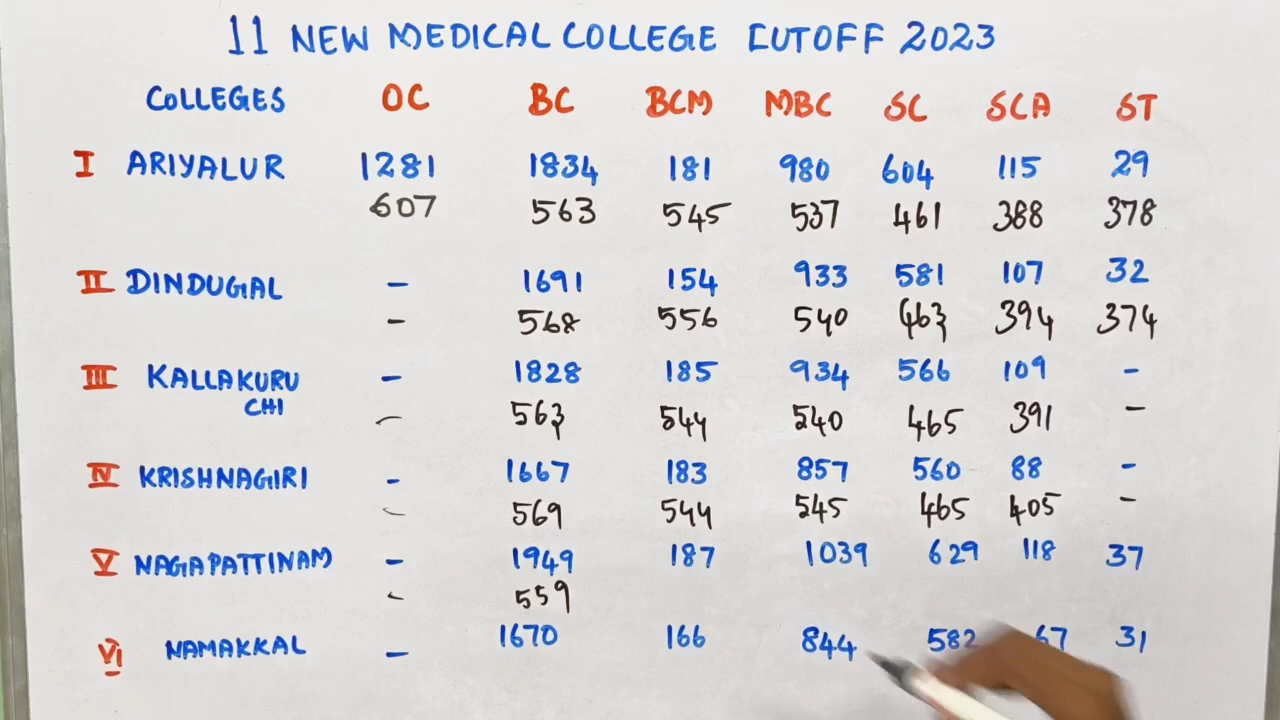 11 NEW MEDICAL COLLEGE CUTOFF 2023
COLLEGES OC BC BCM MBC SC SCA ST
I ARIYALUR 1281 1834 181 980 604 115 29
607 563 545 537 461 388 378
II DINDUGAL - 1691 154 933 581 107 32
- 568 556 540 463 394 374
III KALLAKURU - 1828 185 934 566 109 -
CHI
- 563 544 540 465 391 -
IV KRISHNAGIRI - 1667 183 857 560 88 -
- 569 544 545 465 405 -
V NAGAPATTINAM - 1949 187 1039 629 118 37
- 559
VI NAMAKKAL - 1670 166 844 582 67 31